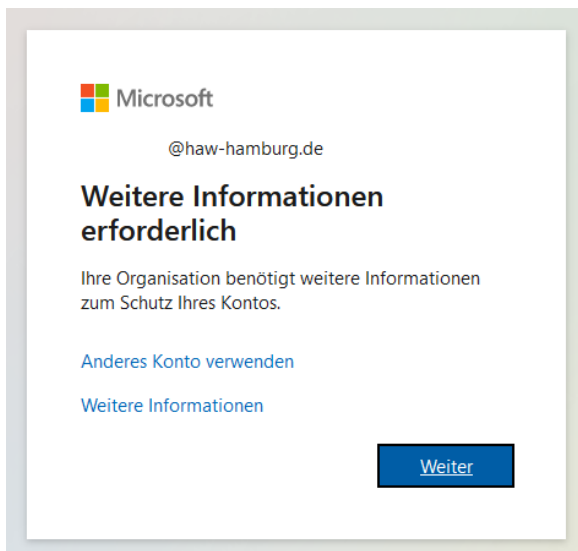 Microsoft
@haw-hamburg.de
Weitere Informationen
erforderlich
Ihre Organisation benötigt weitere Informationen
zum Schutz Ihres Kontos.
Anderes Konto verwenden
Weitere Informationen
Weiter